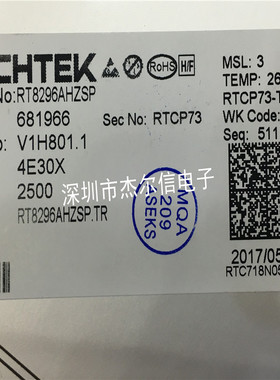 CHTEK RoHS H/F MSL: 3
No: RT8296AHZSP TEMP: 26
681966 Sec No: RTCP73 RTCP73-T
V1H801.1 WK Code:
4E30X Seq: 511
2500
深圳市杰尔信电子
RT8296AHZSP.TR
MQA
209
SEKS
2017/05
RTC718N05